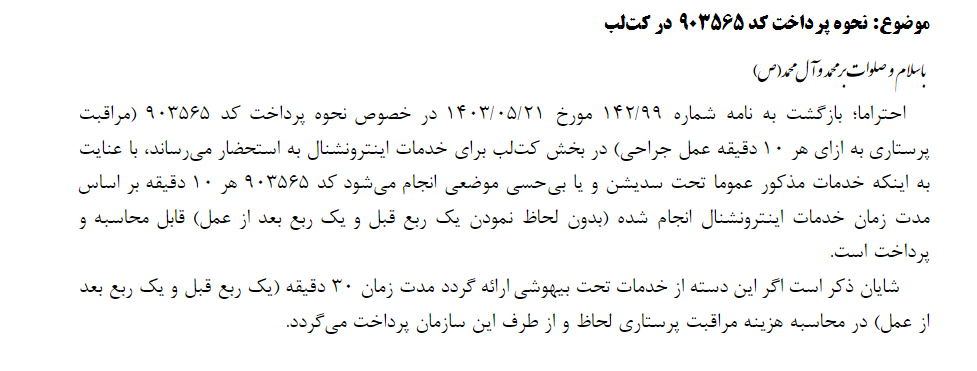 موضوع: نحوه پرداخت کد ۹۰۳۵۶۵ در کت‌لب
باسلام و صلوات بر محمد و آل محمد(ص)
احتراما؛ بازگشت به نامه شماره ۱۴۲/۹۹ مورخ ۱۴۰۳/۰۵/۲۱ در خصوص نحوه پرداخت کد ۹۰۳۵۶۵ (مراقبت
پرستاری به ازای هر ۱۰ دقیقه عمل جراحی) در بخش کت‌لب برای خدمات اینترونشنال به استحضار می‌رساند، با عنایت
به اینکه خدمات مذکور عموما تحت سدیشن و یا بی‌حسی موضعی انجام می‌شود کد ۹۰۳۵۶۵ هر ۱۰ دقیقه بر اساس
مدت زمان خدمات اینترونشنال انجام شده (بدون لحاظ نمودن یک ربع قبل و یک ربع بعد از عمل) قابل محاسبه و
پرداخت است.
شایان ذکر است اگر این دسته از خدمات تحت بیهوشی ارائه گردد مدت زمان ۳۰ دقیقه (یک ربع قبل و یک ربع بعد
از عمل) در محاسبه هزینه مراقبت پرستاری لحاظ و از طرف این سازمان پرداخت می‌گردد.